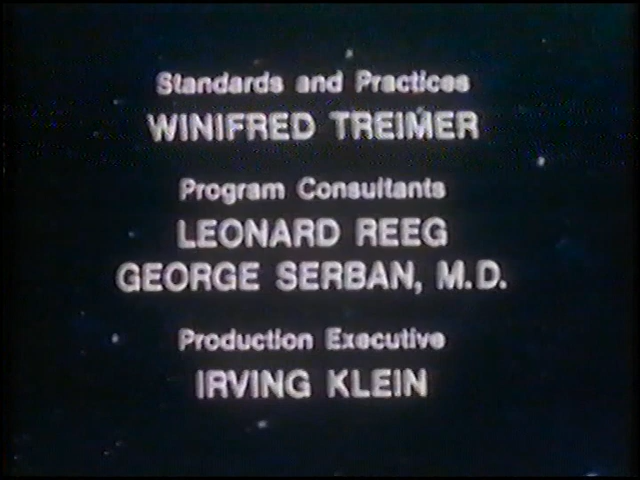 Standards and Practices
WINIFRED TREIMER
Program Consultants
LEONARD REEG
GEORGE SERBAN, M.D.
Production Executive
IRVING KLEIN